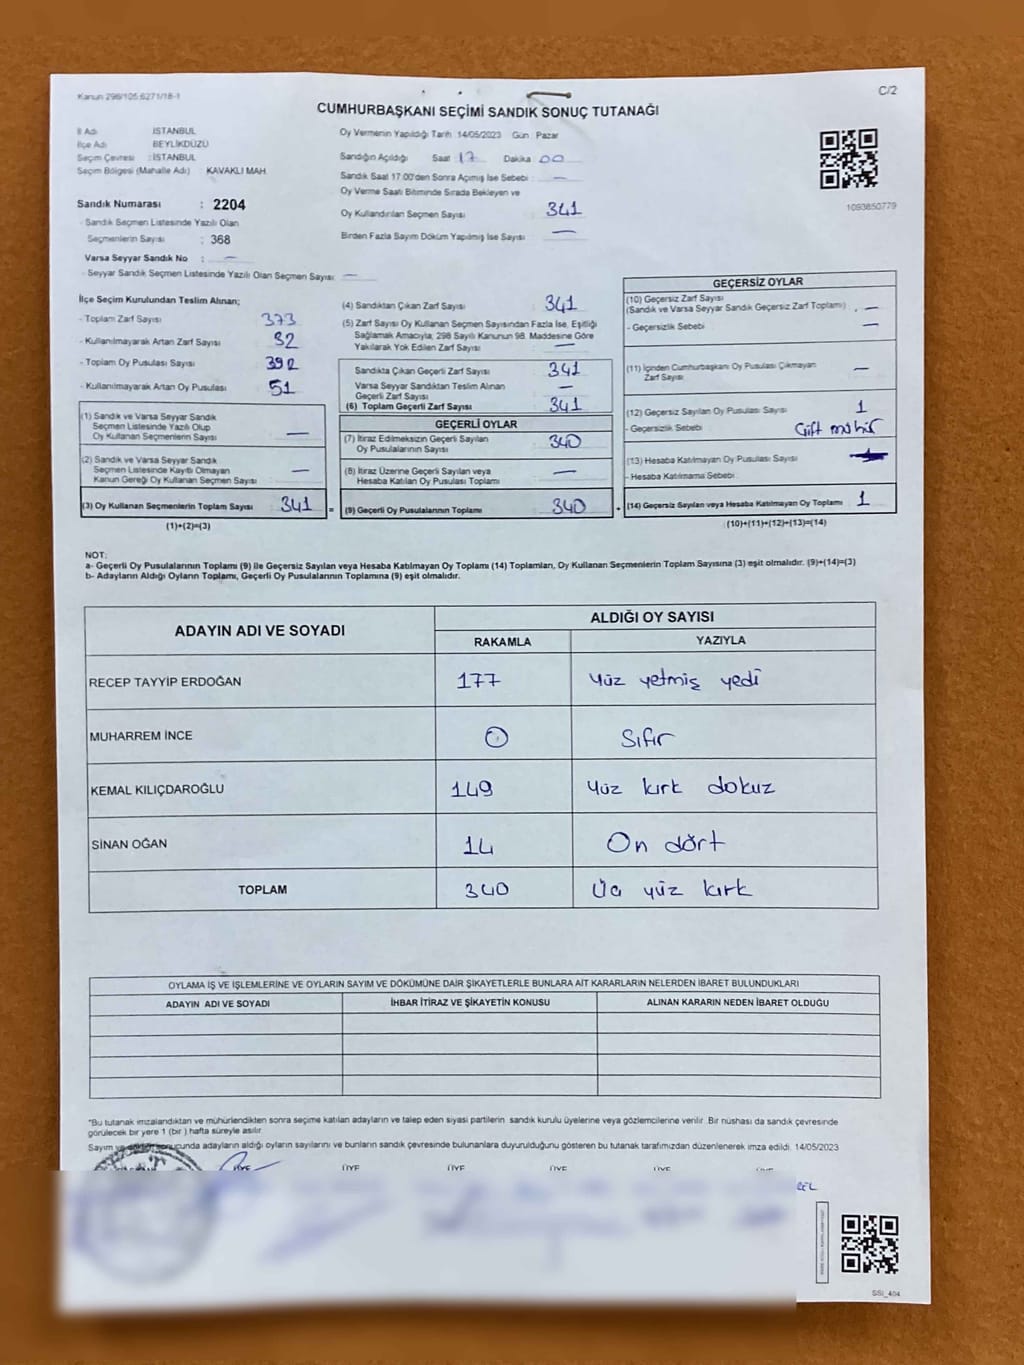 Kanun 298/105;6271/18-1
C/2
CUMHURBAŞKANI SEÇİMİ SANDIK SONUÇ TUTANAĞI
İl Adı İSTANBUL
İlçe Adı BEYLİKDÜZÜ
Seçim Çevresi : İSTANBUL
Seçim Bölgesi (Mahalle Adı) : KAVAKLI MAH.
Sandık Numarası : 2204
- Sandık Seçmen Listesinde Yazılı Olan
Seçmenlerin Sayısı : 368
Varsa Seyyar Sandık No : —
- Seyyar Sandık Seçmen Listesinde Yazılı Olan Seçmen Sayısı : —
Oy Vermenin Yapıldığı Tarih 14/05/2023 Gün : Pazar
Sandığın Açıldığı Saat 17 Dakika 00
Sandık Saat 17:00'den Sonra Açılmış İse Sebebi : —
Oy Verme Saati Bitiminde Sırada Bekleyen ve
Oy Kullandırılan Seçmen Sayısı 341
Birden Fazla Sayım Döküm Yapılmış İse Sayısı —
1093850779
İlçe Seçim Kurulundan Teslim Alınan;
- Toplam Zarf Sayısı 373
- Kullanılmayarak Artan Zarf Sayısı : 32
- Toplam Oy Pusulası Sayısı : 392
- Kullanılmayarak Artan Oy Pusulası : 51
(1) Sandık ve Varsa Seyyar Sandık
Seçmen Listesinde Yazılı Olup
Oy Kullanan Seçmenlerin Sayısı : —
(2) Sandık ve Varsa Seyyar Sandık
Seçmen Listesinde Kayıtlı Olmayan
Kanun Gereği Oy Kullanan Seçmen Sayısı : —
(3) Oy Kullanan Seçmenlerin Toplam Sayısı : 341 =
(1)+(2)=(3)
(4) Sandıktan Çıkan Zarf Sayısı : 341
(5) Zarf Sayısı Oy Kullanan Seçmen Sayısından Fazla İse, Eşitliği
Sağlamak Amacıyla, 298 Sayılı Kanunun 98. Maddesine Göre
Yakılarak Yok Edilen Zarf Sayısı : —
Sandıkta Çıkan Geçerli Zarf Sayısı : 341
Varsa Seyyar Sandıktan Teslim Alınan
Geçerli Zarf Sayısı : —
(6) Toplam Geçerli Zarf Sayısı : 341
GEÇERLİ OYLAR
(7) İtiraz Edilmeksizin Geçerli Sayılan
Oy Pusulalarının Sayısı : 340
(8) İtiraz Üzerine Geçerli Sayılan veya
Hesaba Katılan Oy Pusulası Toplamı : —
(9) Geçerli Oy Pusulalarının Toplamı : 340 +
GEÇERSİZ OYLAR
(10) Geçersiz Zarf Sayısı
(Sandık ve Varsa Seyyar Sandık Geçersiz Zarf Toplamı) : —
- Geçersizlik Sebebi : —
(11) İçinden Cumhurbaşkanı Oy Pusulası Çıkmayan
Zarf Sayısı : —
(12) Geçersiz Sayılan Oy Pusulası Sayısı : 1
- Geçersizlik Sebebi : Çift mühür
(13) Hesaba Katılmayan Oy Pusulası Sayısı :
- Hesaba Katılmama Sebebi :
(14) Geçersiz Sayılan veya Hesaba Katılmayan Oy Toplamı : 1
(10)+(11)+(12)+(13)=(14)
NOT:
a- Geçerli Oy Pusulalarının Toplamı (9) ile Geçersiz Sayılan veya Hesaba Katılmayan Oy Toplamı (14) Toplamları, Oy Kullanan Seçmenlerin Toplam Sayısına (3) eşit olmalıdır. (9)+(14)=(3)
b- Adayların Aldığı Oyların Toplamı, Geçerli Oy Pusulalarının Toplamına (9) eşit olmalıdır.
ADAYIN ADI VE SOYADI ALDIĞI OY SAYISI
RAKAMLA YAZIYLA
RECEP TAYYİP ERDOĞAN 177 Yüz yetmiş yedi
MUHARREM İNCE 0 Sıfır
KEMAL KILIÇDAROĞLU 149 Yüz kırk dokuz
SİNAN OĞAN 14 On dört
TOPLAM 340 Üç yüz kırk
OYLAMA İŞ VE İŞLEMLERİNE VE OYLARIN SAYIM VE DÖKÜMÜNE DAİR ŞİKAYETLERLE BUNLARA AİT KARARLARIN NELERDEN İBARET BULUNDUKLARI
ADAYIN ADI VE SOYADI İHBAR İTİRAZ VE ŞİKAYETİN KONUSU ALINAN KARARIN NEDEN İBARET OLDUĞU
*Bu tutanak imzalandıktan ve mühürlendikten sonra seçime katılan adayların ve talep eden siyasi partilerin sandık kurulu üyelerine veya gözlemcilerine verilir. Bir nüshası da sandık çevresinde
görülecek bir yere 1 (bir) hafta süreyle asılır.
Sayım ve sonucunda adayların aldığı oyların sayılarını ve bunların sandık çevresinde bulunanlara duyurulduğunu gösteren bu tutanak tarafımızdan düzenlenerek imza edildi. 14/05/2023
ÜYE ÜYE ÜYE ÜYE ÜYE
SSİ_404